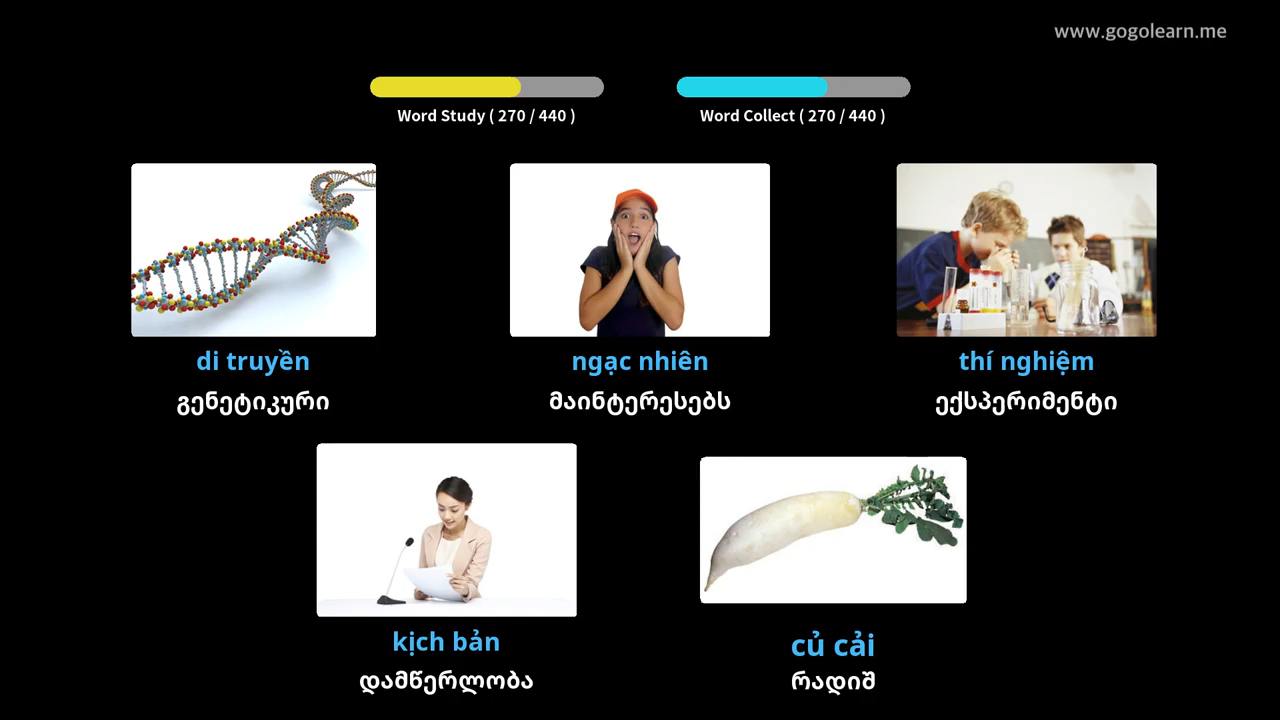 www.gogolearn.me
Word Study ( 270 / 440 )
Word Collect ( 270 / 440 )
di truyền
გენეტიკური
ngạc nhiên
მაინტერესებს
thí nghiệm
ექსპერიმენტი
kịch bản
დამწერლობა
củ cải
რადიშ